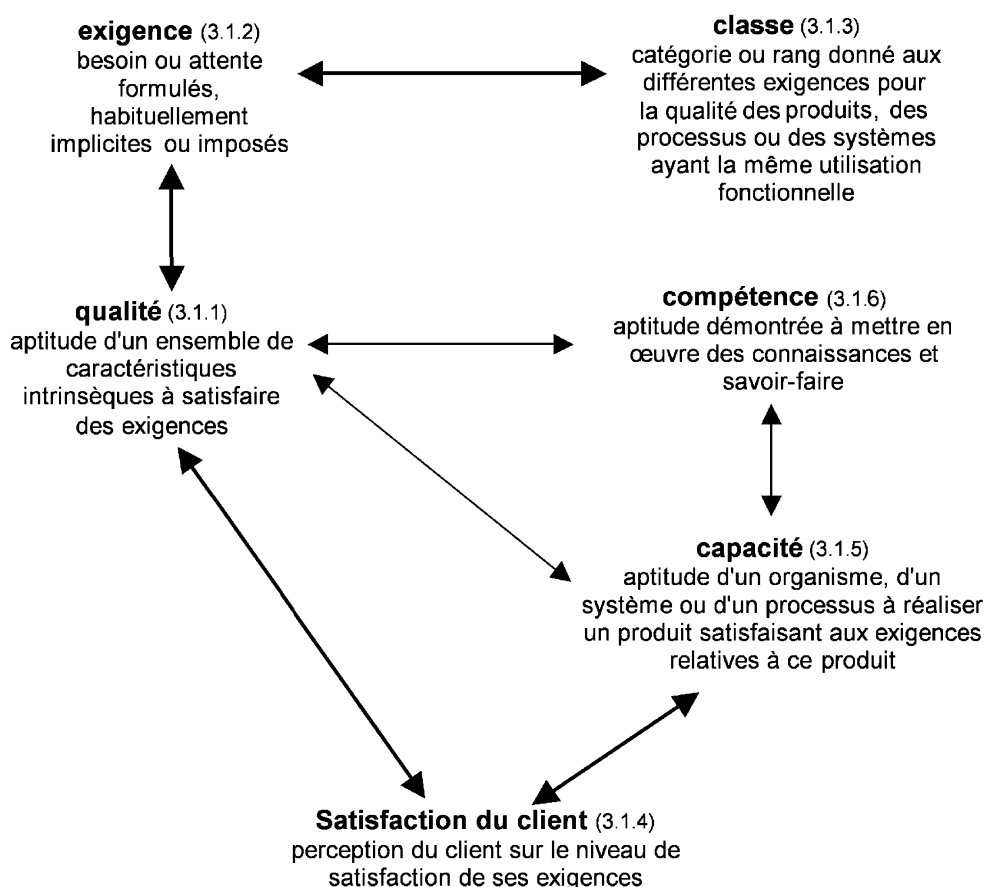 exigence (3.1.2)
besoin ou attente
formulés,
habituellement
implicites ou imposés
classe (3.1.3)
catégorie ou rang donné aux
différentes exigences pour
la qualité des produits, des
processus ou des systèmes
ayant la même utilisation
fonctionnelle
qualité (3.1.1)
aptitude d'un ensemble de
caractéristiques
intrinsèques à satisfaire
des exigences
compétence (3.1.6)
aptitude démontrée à mettre en
œuvre des connaissances et
savoir-faire
capacité (3.1.5)
aptitude d'un organisme, d'un
système ou d'un processus à réaliser
un produit satisfaisant aux exigences
relatives à ce produit
Satisfaction du client (3.1.4)
perception du client sur le niveau de
satisfaction de ses exigences